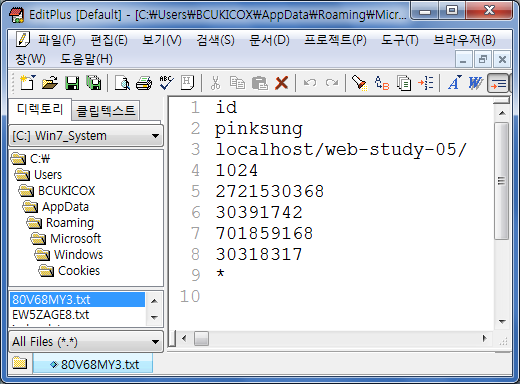 EditPlus [Default] - [C:₩Users₩BCUKICOX₩AppData₩Roaming₩Micr...
파일(F) 편집(E) 보기(V) 검색(S) 문서(D) 프로젝트(P) 도구(T) 브라우저(B)
창(W) 도움말(H)
디렉토리 클립텍스트
[C:] Win7_System
C:₩
Users
BCUKICOX
AppData
Roaming
Microsoft
Windows
Cookies
80V68MY3.txt
EW5ZAGE8.txt
All Files (*.*)
1 id
2 pinksung
3 localhost/web-study-05/
4 1024
5 2721530368
6 30391742
7 701859168
8 30318317
9 *
10
80V68MY3.txt